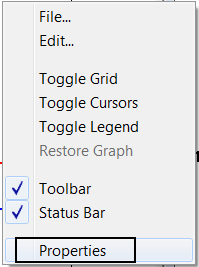 File...
Edit...
Toggle Grid
Toggle Cursors
Toggle Legend
Restore Graph
Toolbar
Status Bar
Properties